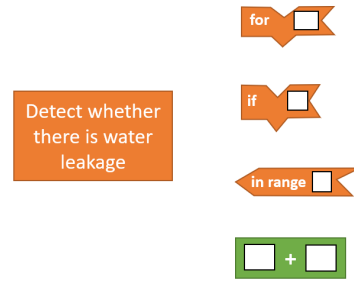 for
Detect whether
there is water
leakage
if
in range
+